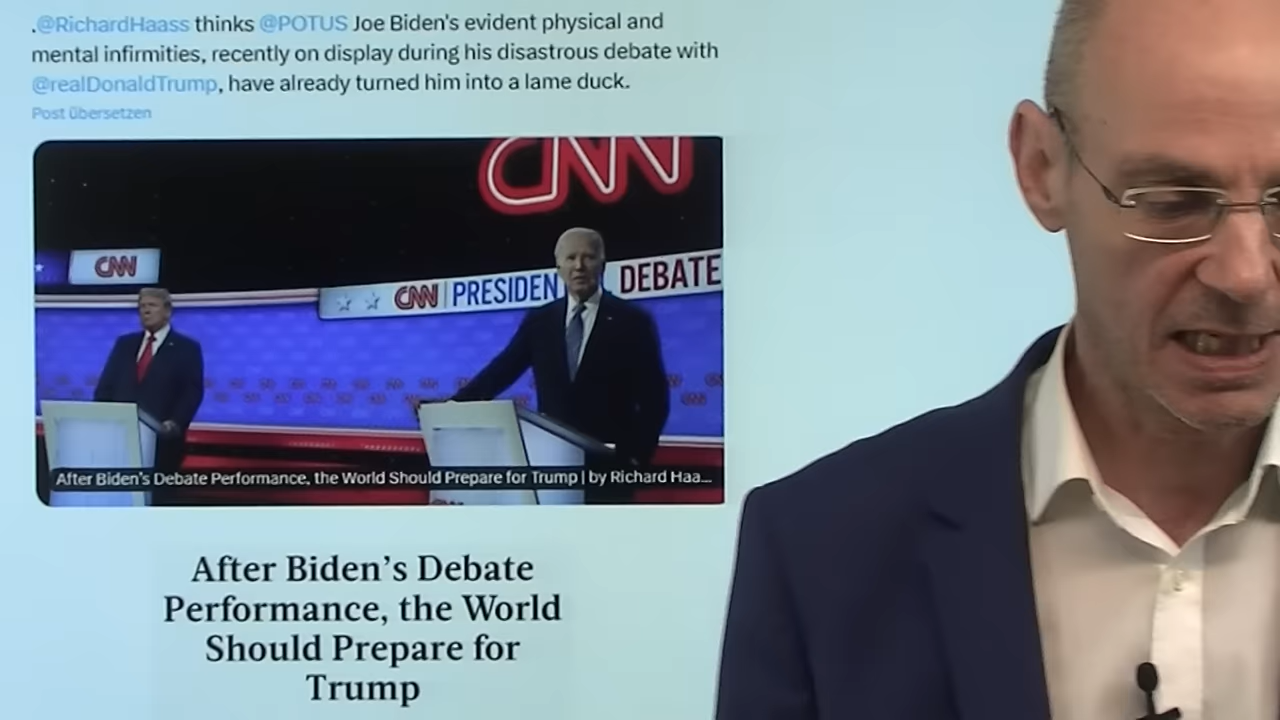 .@RichardHaass thinks @POTUS Joe Biden's evident physical and
mental infirmities, recently on display during his disastrous debate with
@realDonaldTrump, have already turned him into a lame duck.
Post übersetzen
CNN
CNN
CNN PRESIDEN DEBATE
After Biden's Debate Performance, the World Should Prepare for Trump | by Richard Haa...
After Biden's Debate
Performance, the World
Should Prepare for
Trump